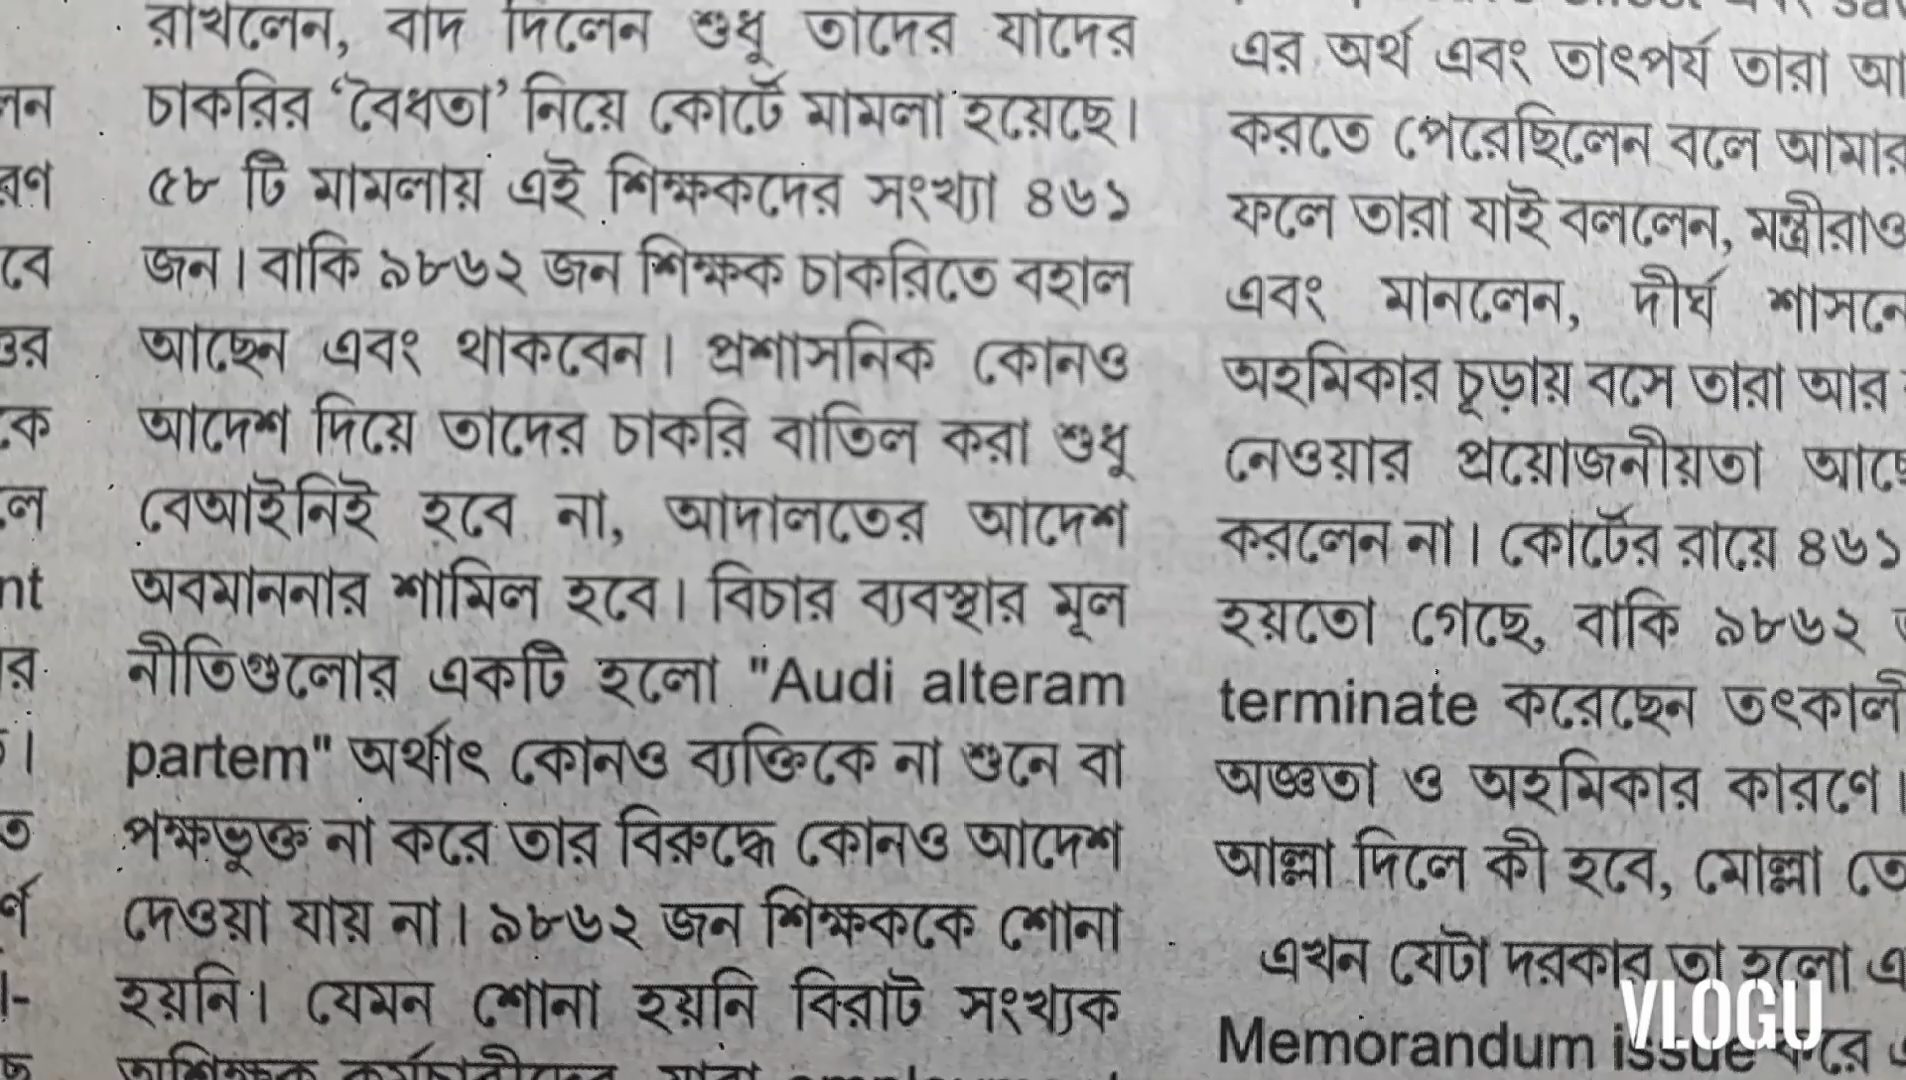 রাখলেন, বাদ দিলেন শুধু তাদের যাদের
চাকরির ‘বৈধতা’ নিয়ে কোর্টে মামলা হয়েছে।
৫৮ টি মামলায় এই শিক্ষকদের সংখ্যা ৪৬১
জন। বাকি ৯৮৬২ জন শিক্ষক চাকরিতে বহাল
আছেন এবং থাকবেন। প্রশাসনিক কোনও
আদেশ দিয়ে তাদের চাকরি বাতিল করা শুধু
বেআইনিই হবে না, আদালতের আদেশ
অবমাননার শামিল হবে। বিচার ব্যবস্থার মূল
নীতিগুলোর একটি হলো "Audi alteram
partem" অর্থাৎ কোনও ব্যক্তিকে না শুনে বা
পক্ষভুক্ত না করে তার বিরুদ্ধে কোনও আদেশ
দেওয়া যায় না। ৯৮৬২ জন শিক্ষককে শোনা
হয়নি। যেমন শোনা হয়নি বিরাট সংখ্যক
এর অর্থ এবং তাৎপর্য তারা
করতে পেরেছিলেন বলে আমার
ফলে তারা যাই বললেন, মন্ত্রীরাও
এবং মানলেন, দীর্ঘ
অহমিকার চূড়ায় বসে তারা আর
নেওয়ার প্রয়োজনীয়তা
করলেন না। কোর্টের রায়ে ৪৬১
হয়তো গেছে, বাকি ৯৮৬২
terminate করেছেন
অজ্ঞতা ও অহমিকার কারণে।
আল্লা দিলে কী হবে, মোল্লা
এখন যেটা দরকার তা হলো
Memorandum issue করে
VLOGU